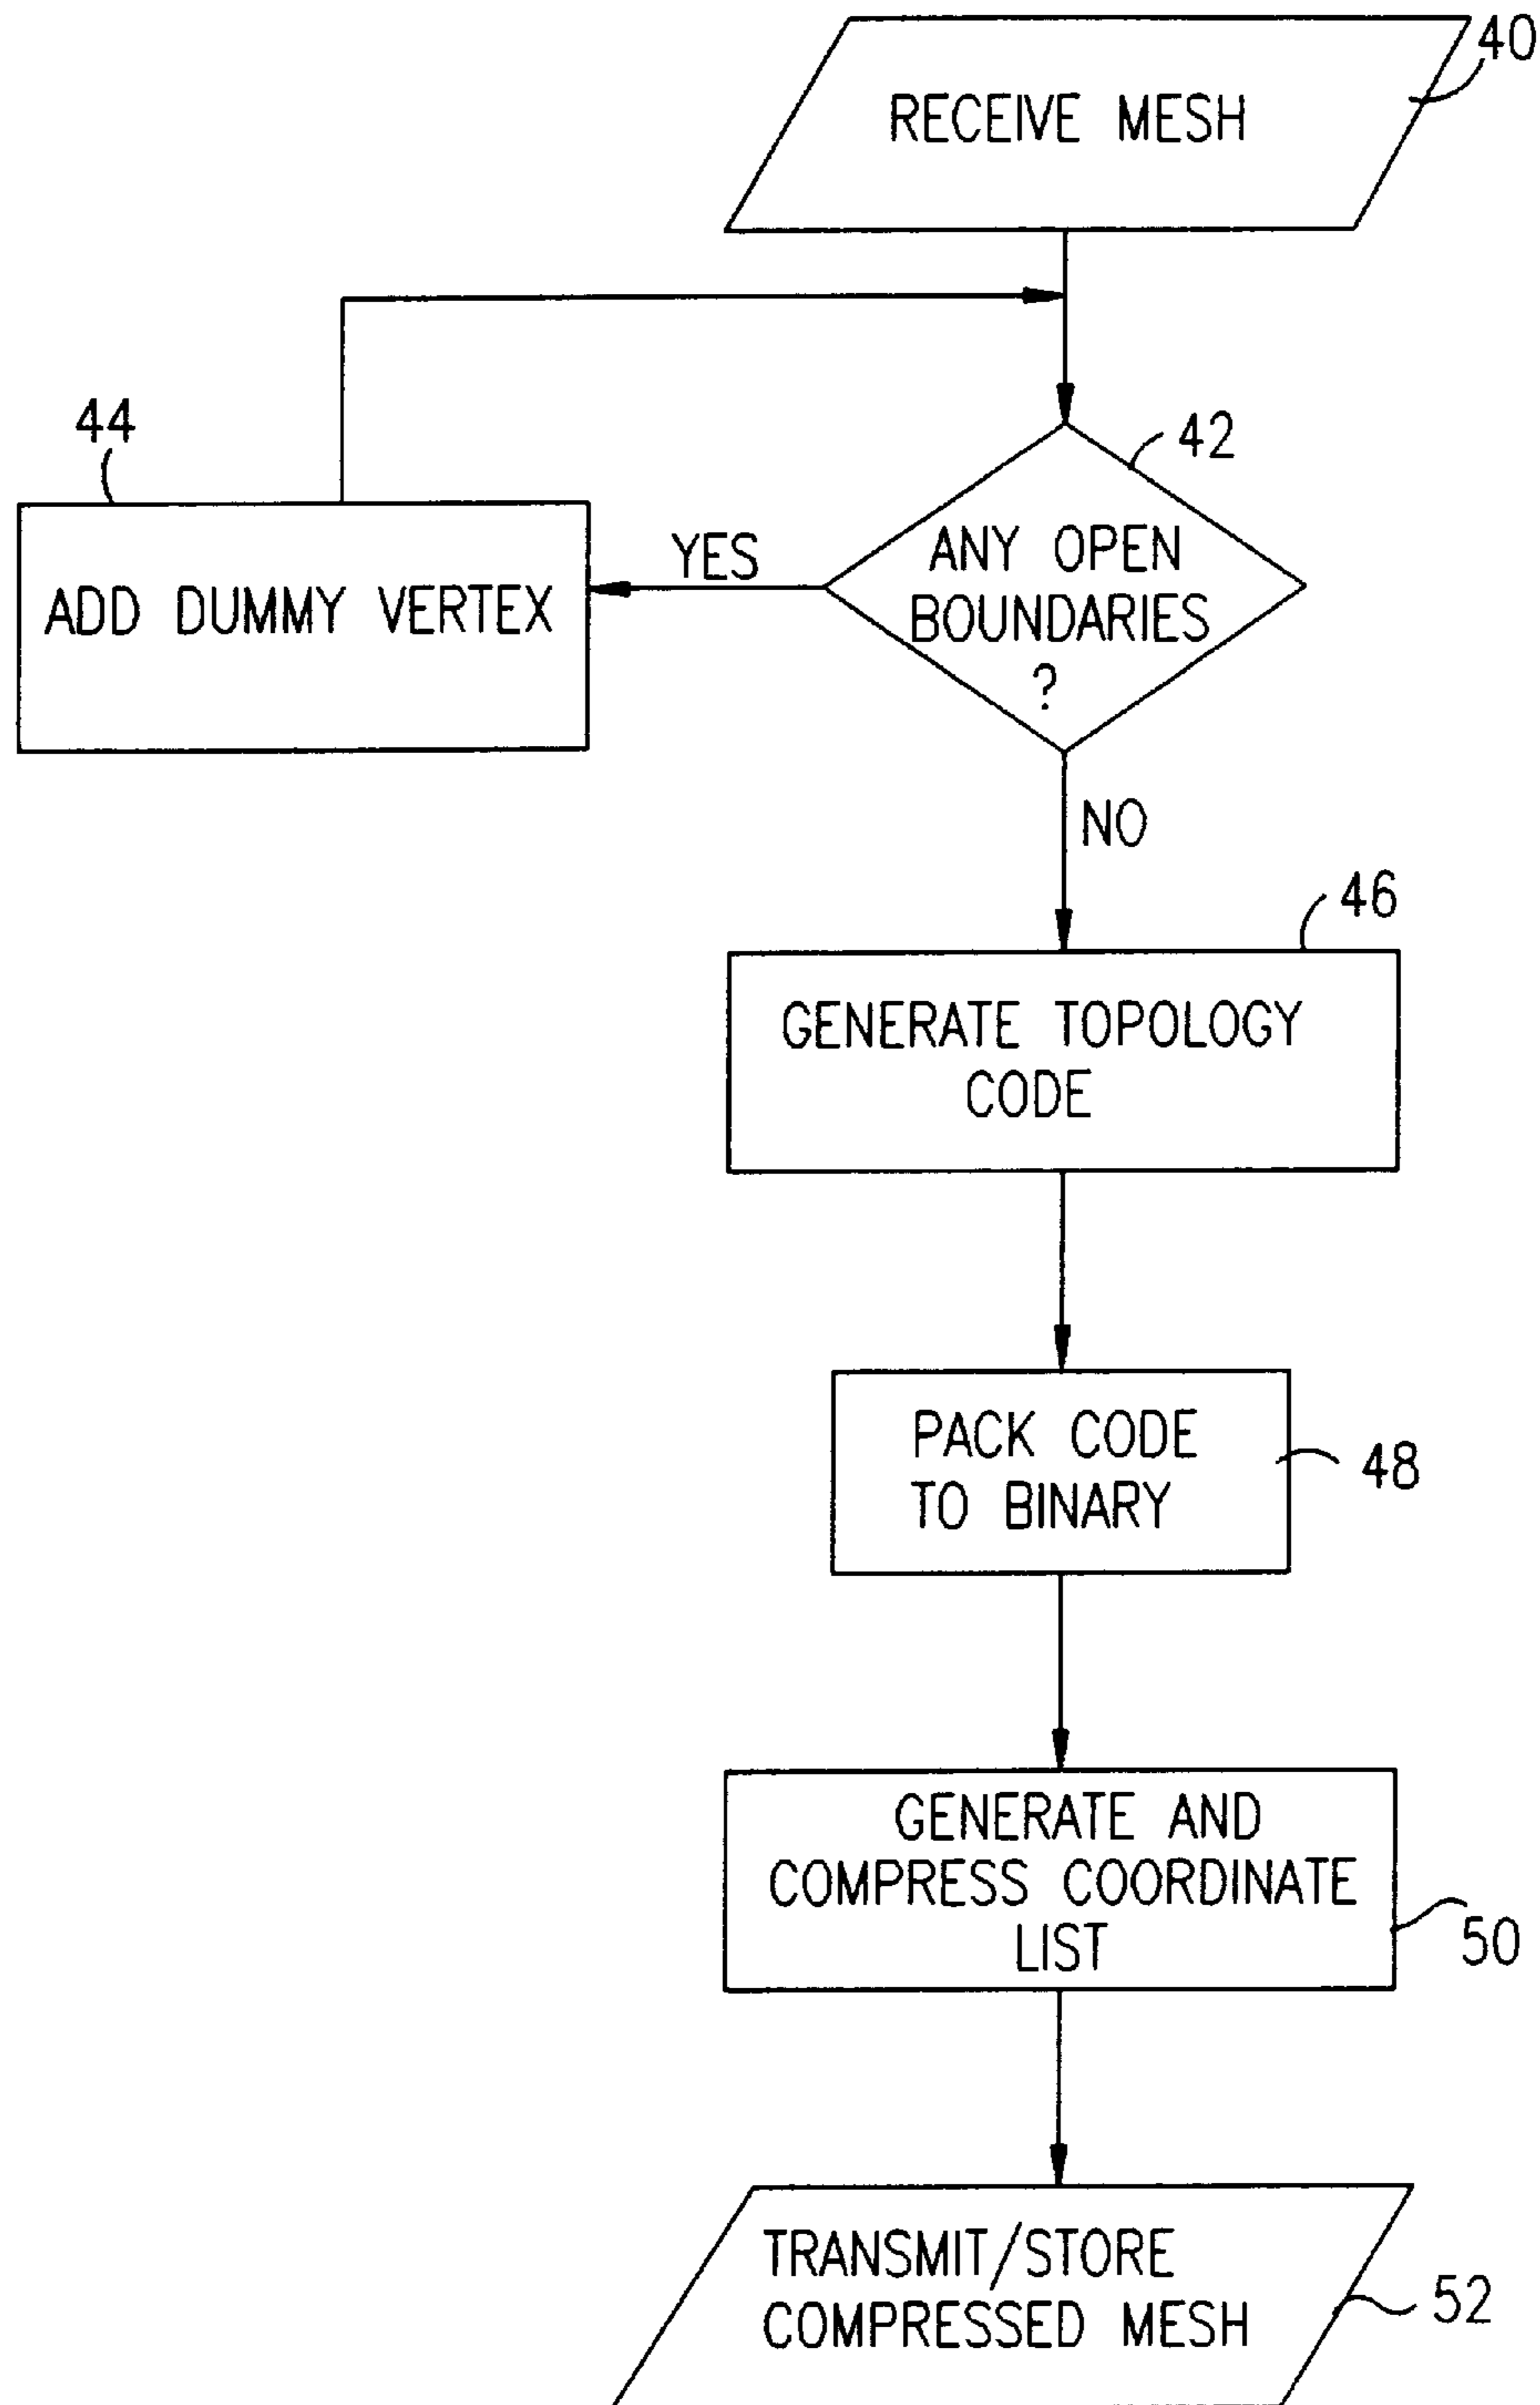 40
RECEIVE MESH
44
42
YES
ANY OPEN
BOUNDARIES
?
ADD DUMMY VERTEX
NO
46
GENERATE TOPOLOGY
CODE
PACK CODE
TO BINARY
48
GENERATE AND
COMPRESS COORDINATE
LIST
50
TRANSMIT/STORE
COMPRESSED MESH
52